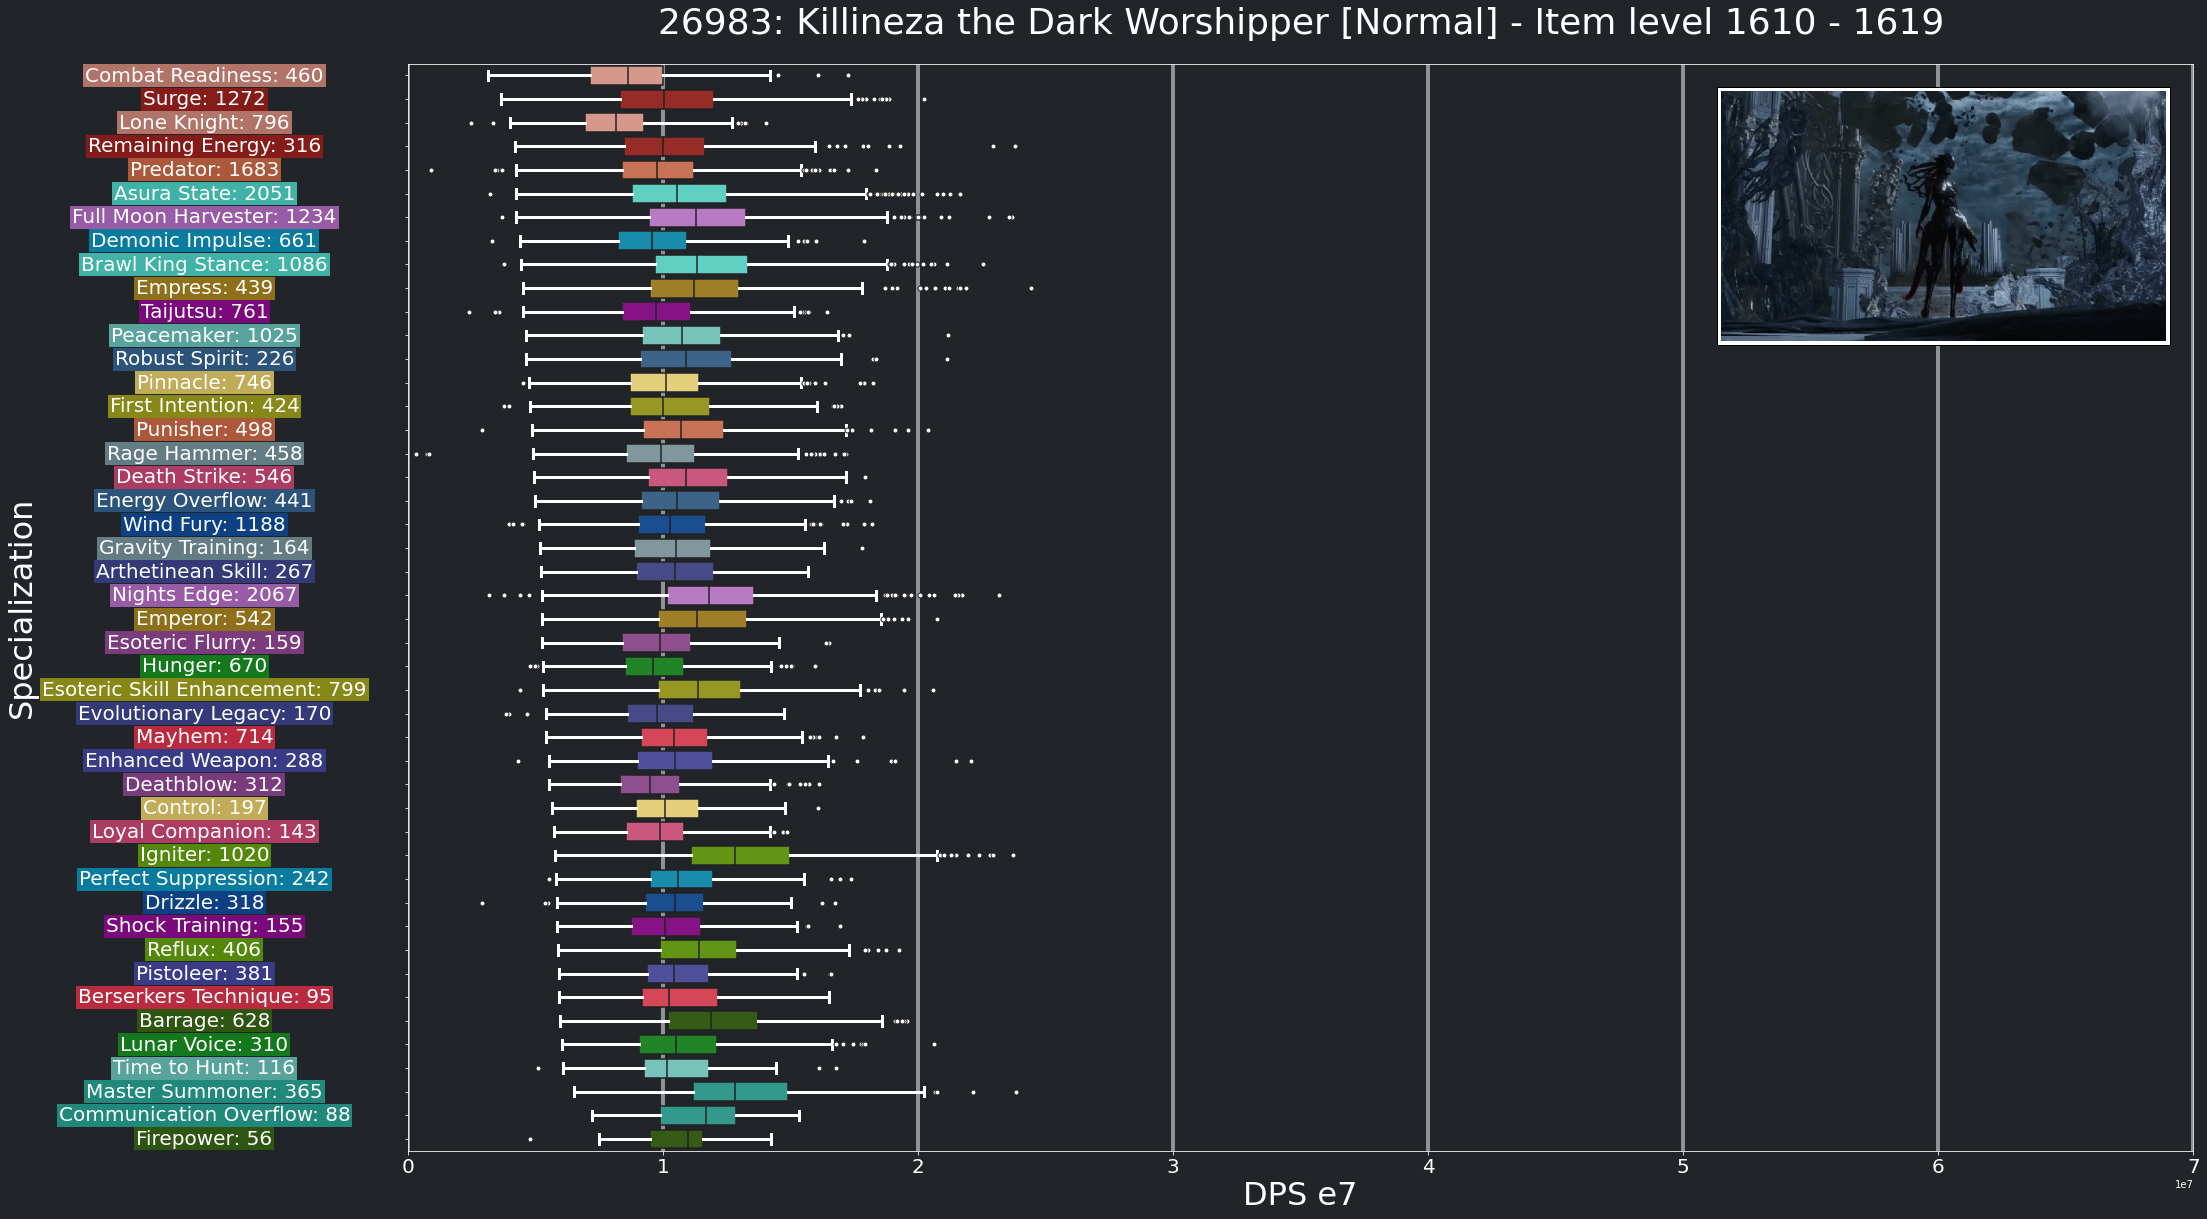 26983: Killineza the Dark Worshipper [Normal] - Item level 1610 - 1619
Specialization
Combat Readiness: 460
Surge: 1272
Lone Knight: 796
Remaining Energy: 316
Predator: 1683
Asura State: 2051
Full Moon Harvester: 1234
Demonic Impulse: 661
Brawl King Stance: 1086
Empress: 439
Taijutsu: 761
Peacemaker: 1025
Robust Spirit: 226
Pinnacle: 746
First Intention: 424
Punisher: 498
Rage Hammer: 458
Death Strike: 546
Energy Overflow: 441
Wind Fury: 1188
Gravity Training: 164
Arthetinean Skill: 267
Nights Edge: 2067
Emperor: 542
Esoteric Flurry: 159
Hunger: 670
Esoteric Skill Enhancement: 799
Evolutionary Legacy: 170
Mayhem: 714
Enhanced Weapon: 288
Deathblow: 312
Control: 197
Loyal Companion: 143
Igniter: 1020
Perfect Suppression: 242
Drizzle: 318
Shock Training: 155
Reflux: 406
Pistoleer: 381
Berserkers Technique: 95
Barrage: 628
Lunar Voice: 310
Time to Hunt: 116
Master Summoner: 365
Communication Overflow: 88
Firepower: 56
0 1 2 3 4 5 6 7
1e7
DPS e7